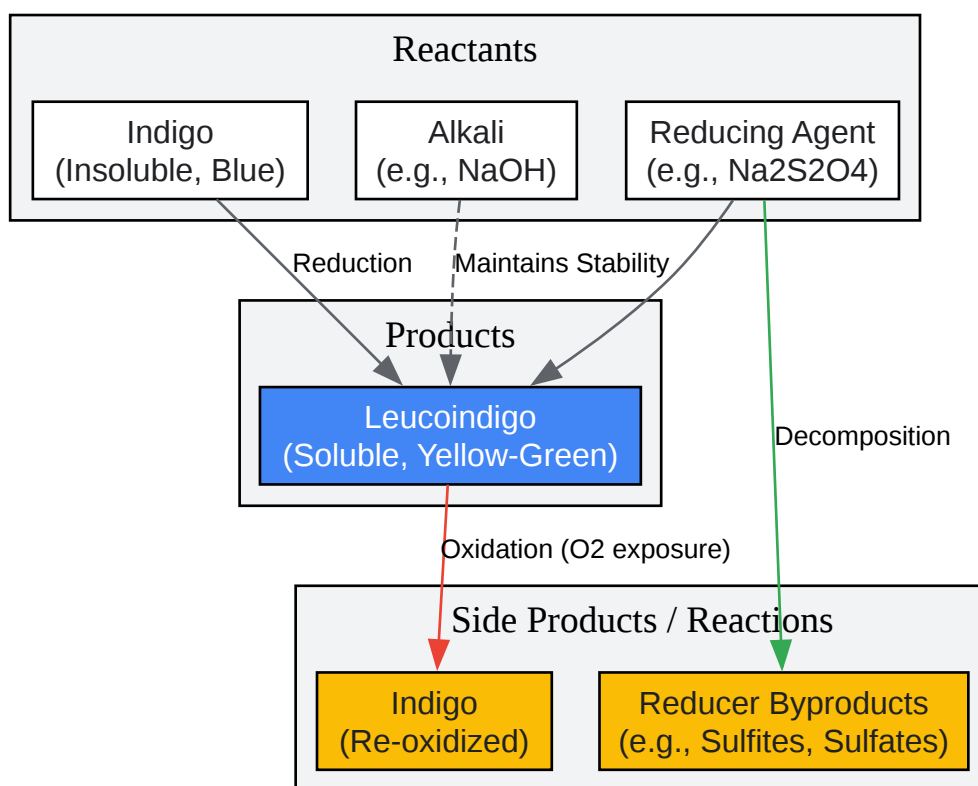 Reactants
Indigo
(Insoluble, Blue)
Alkali
(e.g., NaOH)
Reducing Agent
(e.g., Na2S2O4)
Reduction
Maintains Stability
Products
Leucoindigo
(Soluble, Yellow-Green)
Decomposition
Oxidation (O2 exposure)
Side Products / Reactions
Indigo
(Re-oxidized)
Reducer Byproducts
(e.g., Sulfites, Sulfates)